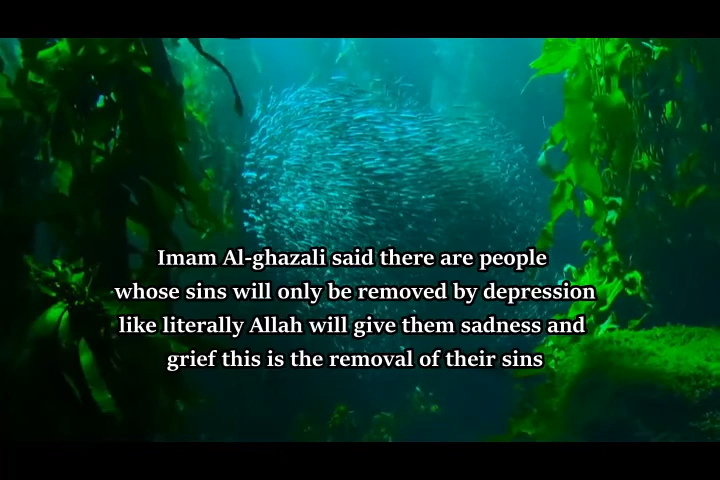 Imam Al-ghazali said there are people
whose sins will only be removed by depression
like literally Allah will give them sadness and
grief this is the removal of their sins